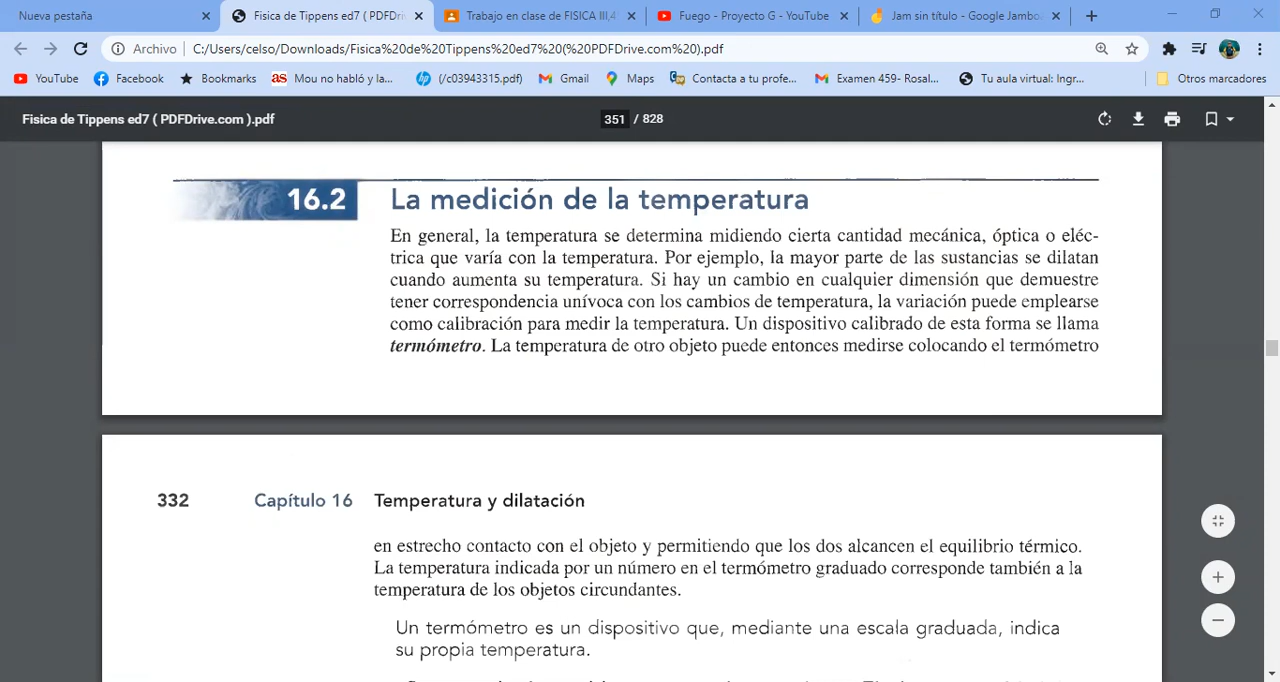 Nueva pestaña
Fisica de Tippens ed7 ( PDFDri
Trabajo en clase de FISICA III,4
Fuego - Proyecto G - YouTube
Jam sin título - Google Jambo
Archivo
C:/Users/celso/Downloads/Fisica%20de%20Tippens%20ed7%20(%20PDFDrive.com%20).pdf
YouTube
Facebook
Bookmarks
as Mou no habló y la...
hp (/c03943315.pdf)
Gmail
Maps
Contacta a tu profe...
Examen 459- Rosal...
Tu aula virtual: Ingr...
Otros marcadores
Fisica de Tippens ed7 ( PDFDrive.com ).pdf
351 / 828
16.2 La medición de la temperatura
En general, la temperatura se determina midiendo cierta cantidad mecánica, óptica o eléc-
trica que varía con la temperatura. Por ejemplo, la mayor parte de las sustancias se dilatan
cuando aumenta su temperatura. Si hay un cambio en cualquier dimensión que demuestre
tener correspondencia unívoca con los cambios de temperatura, la variación puede emplearse
como calibración para medir la temperatura. Un dispositivo calibrado de esta forma se llama
termómetro. La temperatura de otro objeto puede entonces medirse colocando el termómetro
332 Capítulo 16 Temperatura y dilatación
en estrecho contacto con el objeto y permitiendo que los dos alcancen el equilibrio térmico.
La temperatura indicada por un número en el termómetro graduado corresponde también a la
temperatura de los objetos circundantes.
Un termómetro es un dispositivo que, mediante una escala graduada, indica
su propia temperatura.